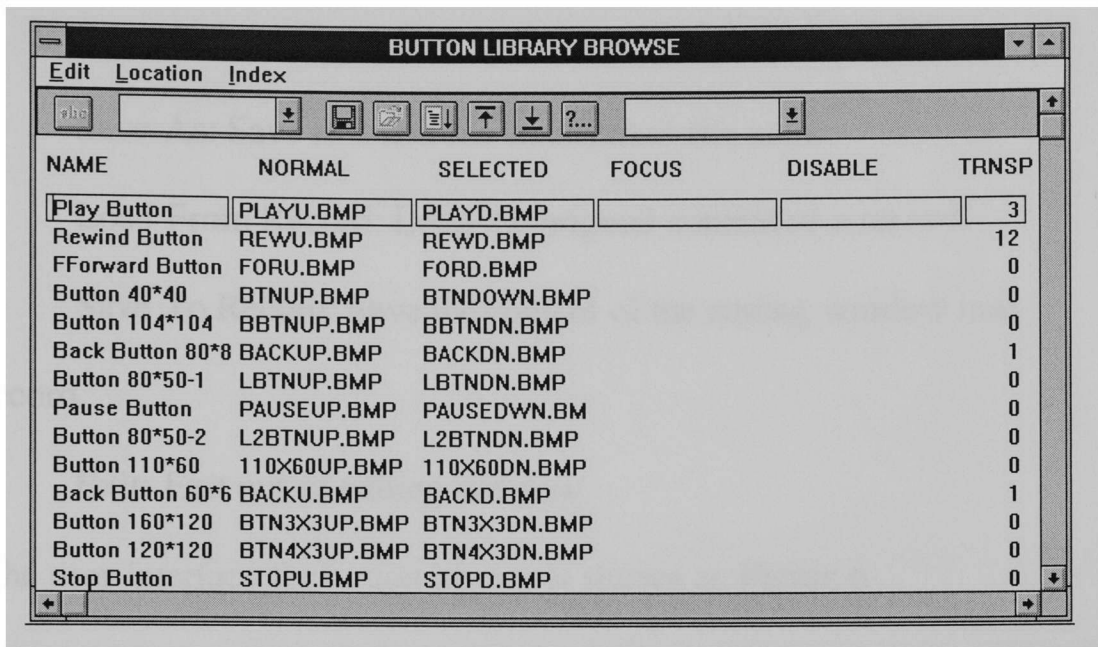 BUTTON LIBRARY BROWSE
Edit Location Index
abc ?...
NAME NORMAL SELECTED FOCUS DISABLE TRNSP
Play Button PLAYU.BMP PLAYD.BMP 3
Rewind Button REWU.BMP REWD.BMP 12
FForward Button FORU.BMP FORD.BMP 0
Button 40*40 BTNUP.BMP BTNDOWN.BMP 0
Button 104*104 BBTNUP.BMP BBTNDN.BMP 0
Back Button 80*8 BACKUP.BMP BACKDN.BMP 1
Button 80*50-1 LBTNUP.BMP LBTNDN.BMP 0
Pause Button PAUSEUP.BMP PAUSEDWN.BM 0
Button 80*50-2 L2BTNUP.BMP L2BTNDN.BMP 0
Button 110*60 110X60UP.BMP 110X60DN.BMP 0
Back Button 60*6 BACKU.BMP BACKD.BMP 1
Button 160*120 BTN3X3UP.BMP BTN3X3DN.BMP 0
Button 120*120 BTN4X3UP.BMP BTN4X3DN.BMP 0
Stop Button STOPU.BMP STOPD.BMP 0